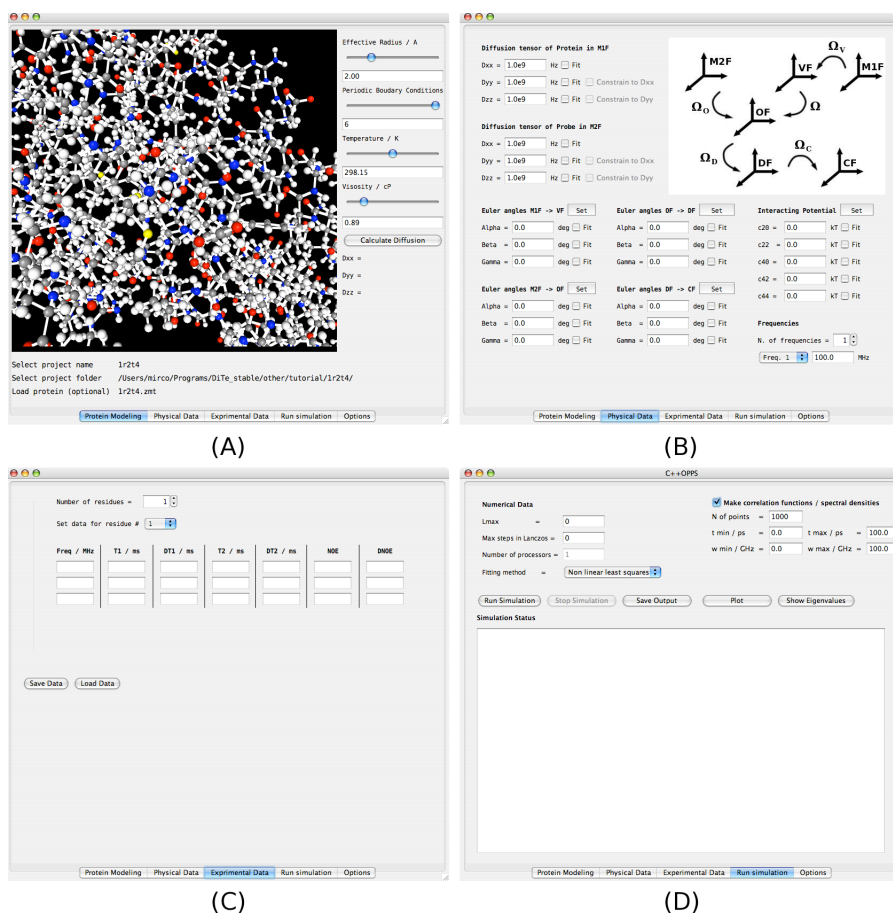 Effective Radius / A
2.00
Periodic Boudary Conditions
6
Temperature / K
298.15
Visosity / cP
0.89
Calculate Diffusion
Dxx =
Dyy =
Dzz =
Select project name 1r2t4
Select project folder /Users/mirco/Programs/DiTe_stable/other/tutorial/1r2t4/
Load protein (optional) 1r2t4.zmt
Protein Modeling Physical Data Exprimental Data Run simulation Options
(A)
Diffusion tensor of Protein in M1F
Dxx = 1.0e9 Hz Fit
Dyy = 1.0e9 Hz Fit Constrain to Dxx
Dzz = 1.0e9 Hz Fit Constrain to Dyy
Diffusion tensor of Probe in M2F
Dxx = 1.0e9 Hz Fit
Dyy = 1.0e9 Hz Fit Constrain to Dxx
Dzz = 1.0e9 Hz Fit Constrain to Dyy
M2F VF Ω_V M1F
Ω_O OF Ω
Ω_D DF Ω_C CF
Euler angles M1F -> VF Set Euler angles OF -> DF Set Interacting Potential Set
Alpha = 0.0 deg Fit Alpha = 0.0 deg Fit c20 = 0.0 kT Fit
Beta = 0.0 deg Fit Beta = 0.0 deg Fit c22 = 0.0 kT Fit
Gamma = 0.0 deg Fit Gamma = 0.0 deg Fit c40 = 0.0 kT Fit
c42 = 0.0 kT Fit
Euler angles M2F -> OF Set Euler angles DF -> CF Set
c44 = 0.0 kT Fit
Alpha = 0.0 deg Fit Alpha = 0.0 deg Fit
Beta = 0.0 deg Fit Beta = 0.0 deg Fit Frequencies
Gamma = 0.0 deg Fit Gamma = 0.0 deg Fit N. of frequencies = 1
Freq. 1 100.0 MHz
Protein Modeling Physical Data Exprimental Data Run simulation Options
(B)
Number of residues = 1
Set data for residue # 1
Freq / MHz T1 / ms DT1 / ms T2 / ms DT2 / ms NOE DNOE
Save Data Load Data
Protein Modeling Physical Data Exprimental Data Run simulation Options
(C)
C++OPPS
Numerical Data
Lmax = 0
Max steps in Lanczos = 0
Number of processors = 1
Fitting method = Non linear least squares
Make correlation functions / spectral densities
N of points = 1000
t min / ps = 0.0 t max / ps = 100.0
w min / GHz = 0.0 w max / GHz = 100.0
Run Simulation Stop Simulation Save Output Plot Show Eigenvalues
Simulation Status
Protein Modeling Physical Data Exprimental Data Run simulation Options
(D)